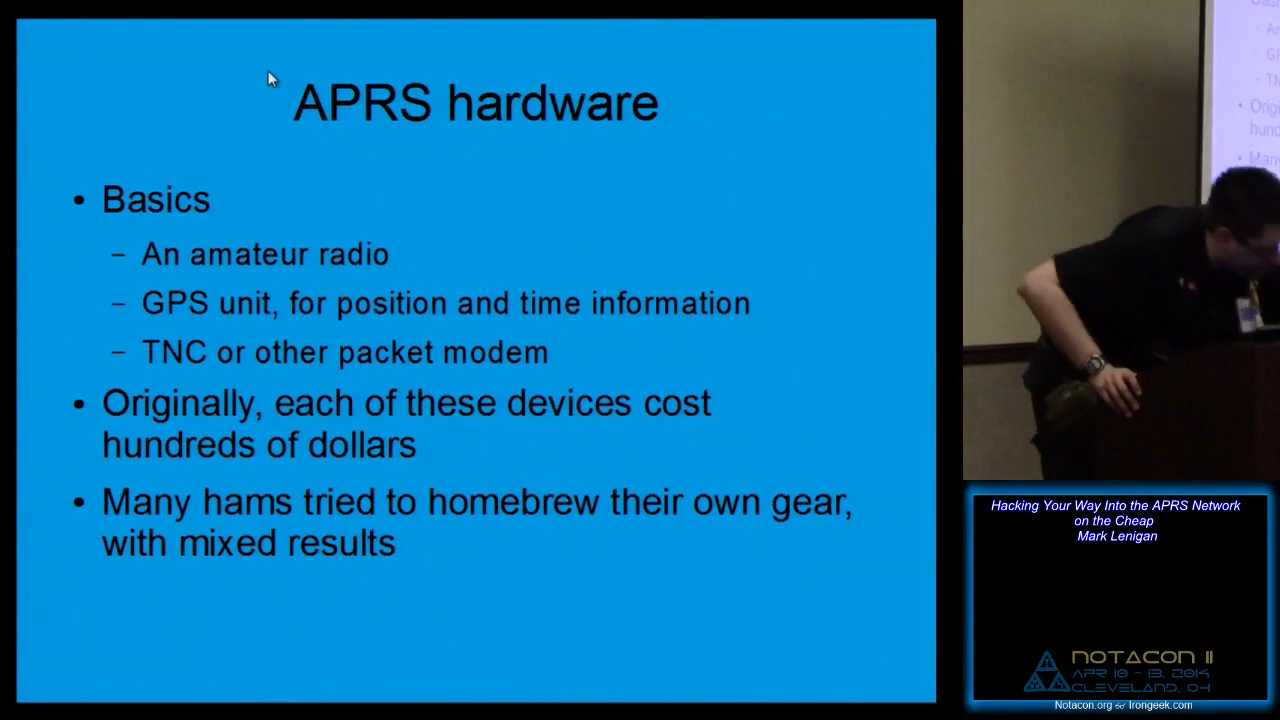 APRS hardware
• Basics
– An amateur radio
– GPS unit, for position and time information
– TNC or other packet modem
• Originally, each of these devices cost
hundreds of dollars
• Many hams tried to homebrew their own gear,
with mixed results
Hacking Your Way Into the APRS Network
on the Cheap
Mark Lenigan
NOTACON 11
APR 10 - 13, 2014
CLEVELAND, OH
Notacon.org & Irongeek.com